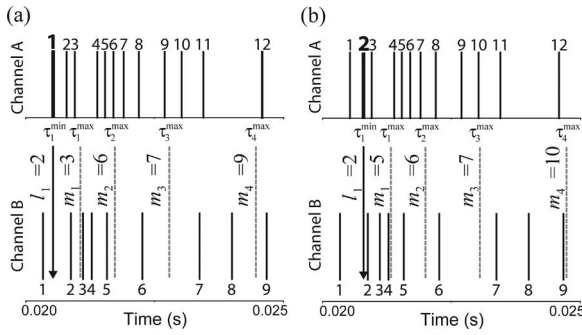 (a)
Channel A
1 2 3 4 5 6 7 8 9 10 11 12
τ₁ᵐⁱⁿ τ₁ᵐᵃˣ τ₂ᵐᵃˣ τ₃ᵐᵃˣ τ₄ᵐᵃˣ
l₁=2 m₁=3 m₂=6 m₃=7 m₄=9
Channel B
1 2 3 4 5 6 7 8 9
0.020 0.025
Time (s)
(b)
Channel A
1 2 3 4 5 6 7 8 9 10 11 12
τ₁ᵐⁱⁿ τ₁ᵐᵃˣ τ₂ᵐᵃˣ τ₃ᵐᵃˣ τ₄ᵐᵃˣ
l₁=2 m₁=5 m₂=6 m₃=7 m₄=10
Channel B
1 2 3 4 5 6 7 8 9
0.020 0.025
Time (s)